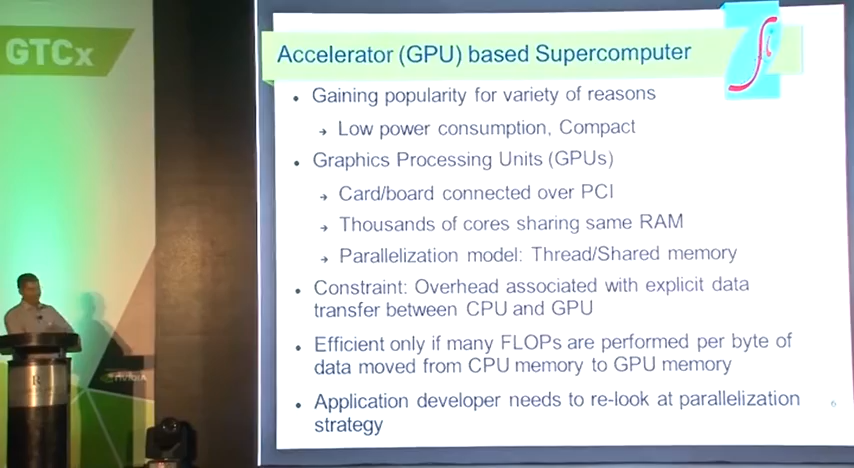 GTCx
Accelerator (GPU) based Supercomputer
• Gaining popularity for variety of reasons
→ Low power consumption, Compact
• Graphics Processing Units (GPUs)
→ Card/board connected over PCI
→ Thousands of cores sharing same RAM
→ Parallelization model: Thread/Shared memory
• Constraint: Overhead associated with explicit data
transfer between CPU and GPU
• Efficient only if many FLOPs are performed per byte of
data moved from CPU memory to GPU memory
• Application developer needs to re-look at parallelization
strategy
6
R
NVIDIA